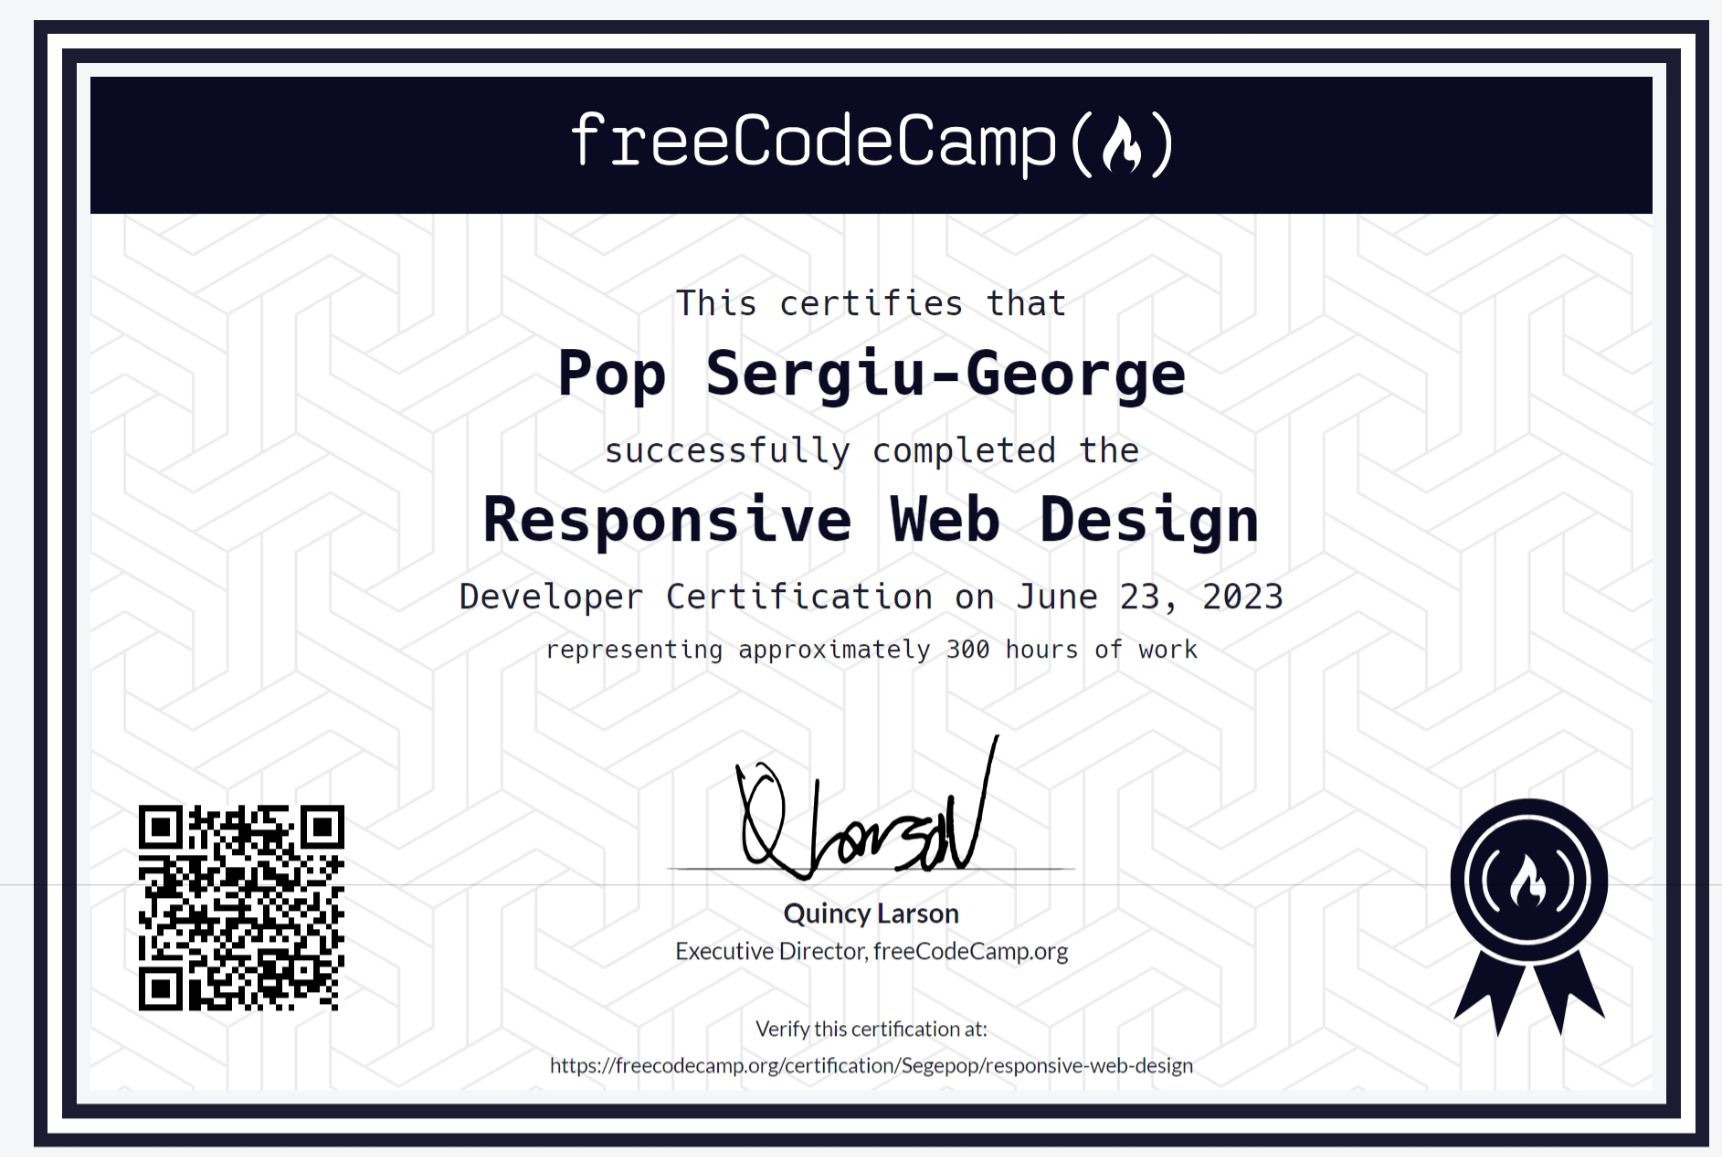 freeCodeCamp
This certifies that
Pop Sergiu-George
successfully completed the
Responsive Web Design
Developer Certification on June 23, 2023
representing approximately 300 hours of work
Q Larson
Quincy Larson
Executive Director, freeCodeCamp.org
Verify this certification at:
https://freecodecamp.org/certification/Segepop/responsive-web-design